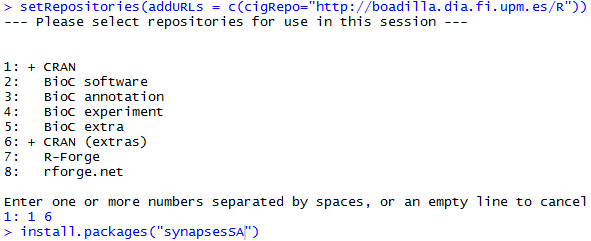 > setRepositories(addURLs = c(cigRepo="http://boadilla.dia.fi.upm.es/R"))
--- Please select repositories for use in this session ---
1: + CRAN
2:   BioC software
3:   BioC annotation
4:   BioC experiment
5:   BioC extra
6: + CRAN (extras)
7:   R-Forge
8:   rforge.net
Enter one or more numbers separated by spaces, or an empty line to cancel
1: 1 6
> install.packages("synapsesSA")